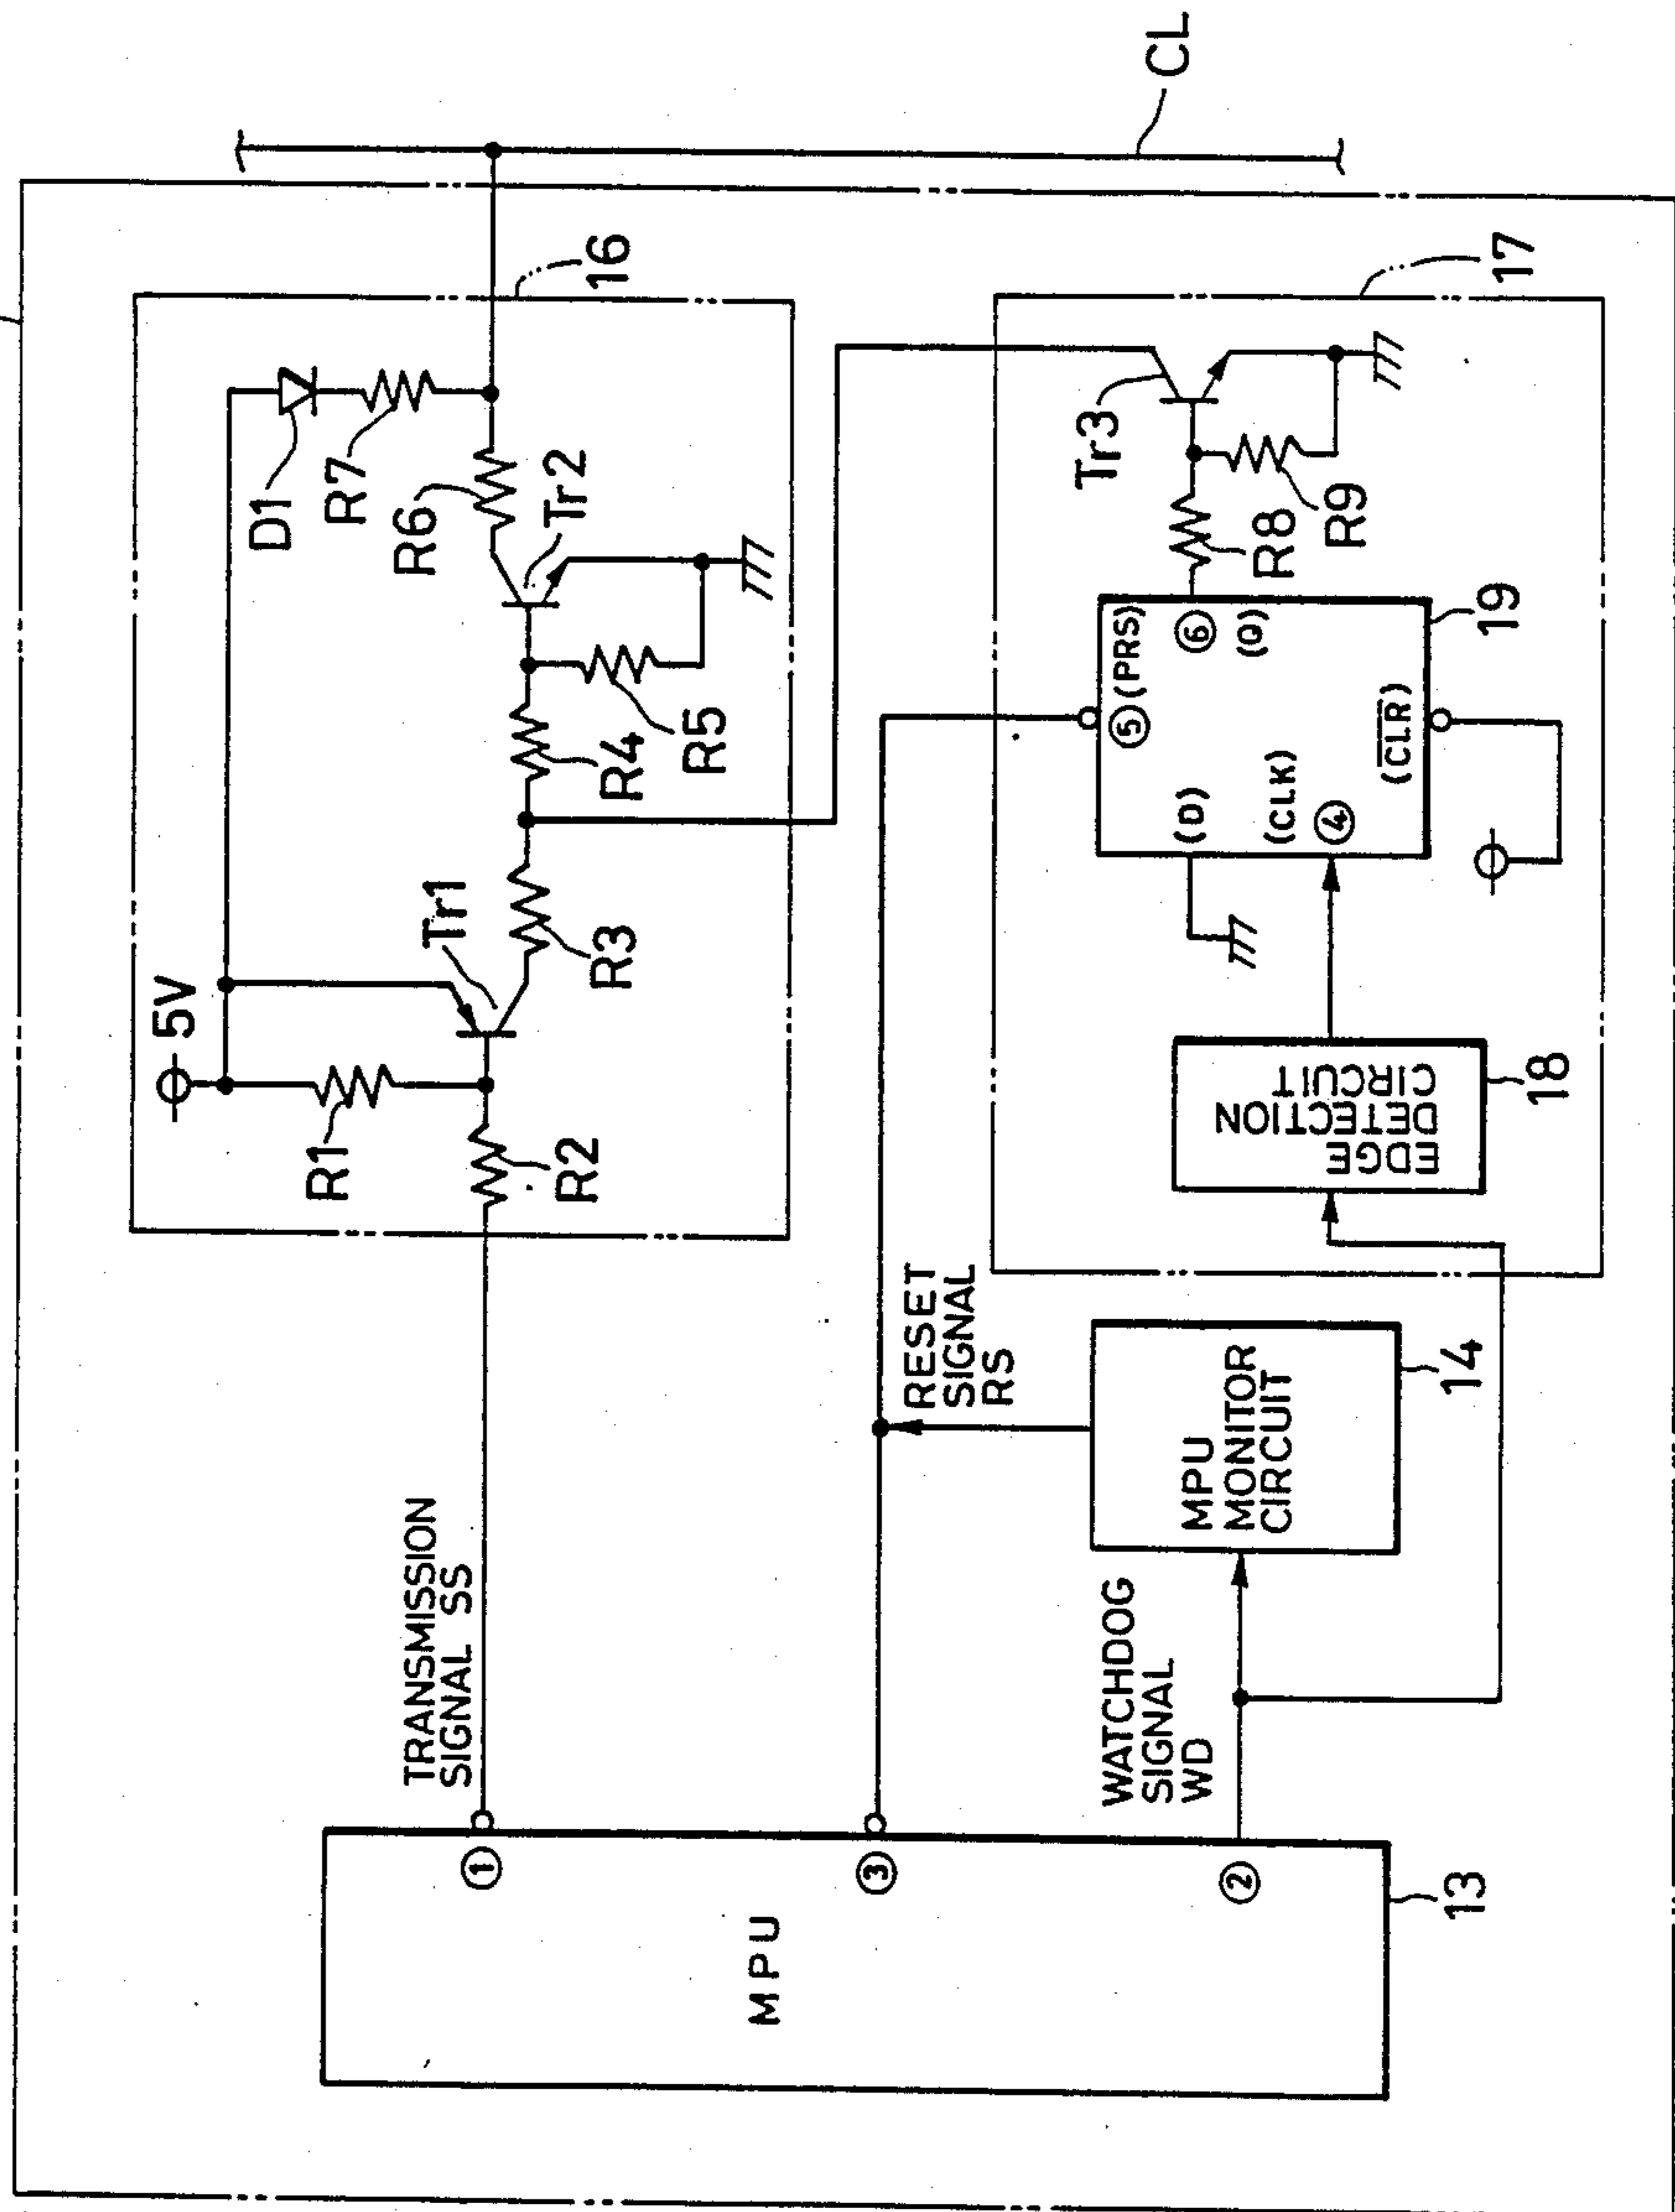 CL
16
D1
R7
R6
Tr2
R4
R5
5V
Tr1
R3
R1
R2
TRANSMISSION
SIGNAL SS
17
Tr3
R8
R9
19
⑤(PRS)
⑥
(Q)
(D)
(CLK)
④
(CLR)
EDGE
DETECTION
CIRCUIT
18
RESET
SIGNAL
RS
MPU
MONITOR
CIRCUIT
14
WATCHDOG
SIGNAL
WD
①
③
②
MPU
13